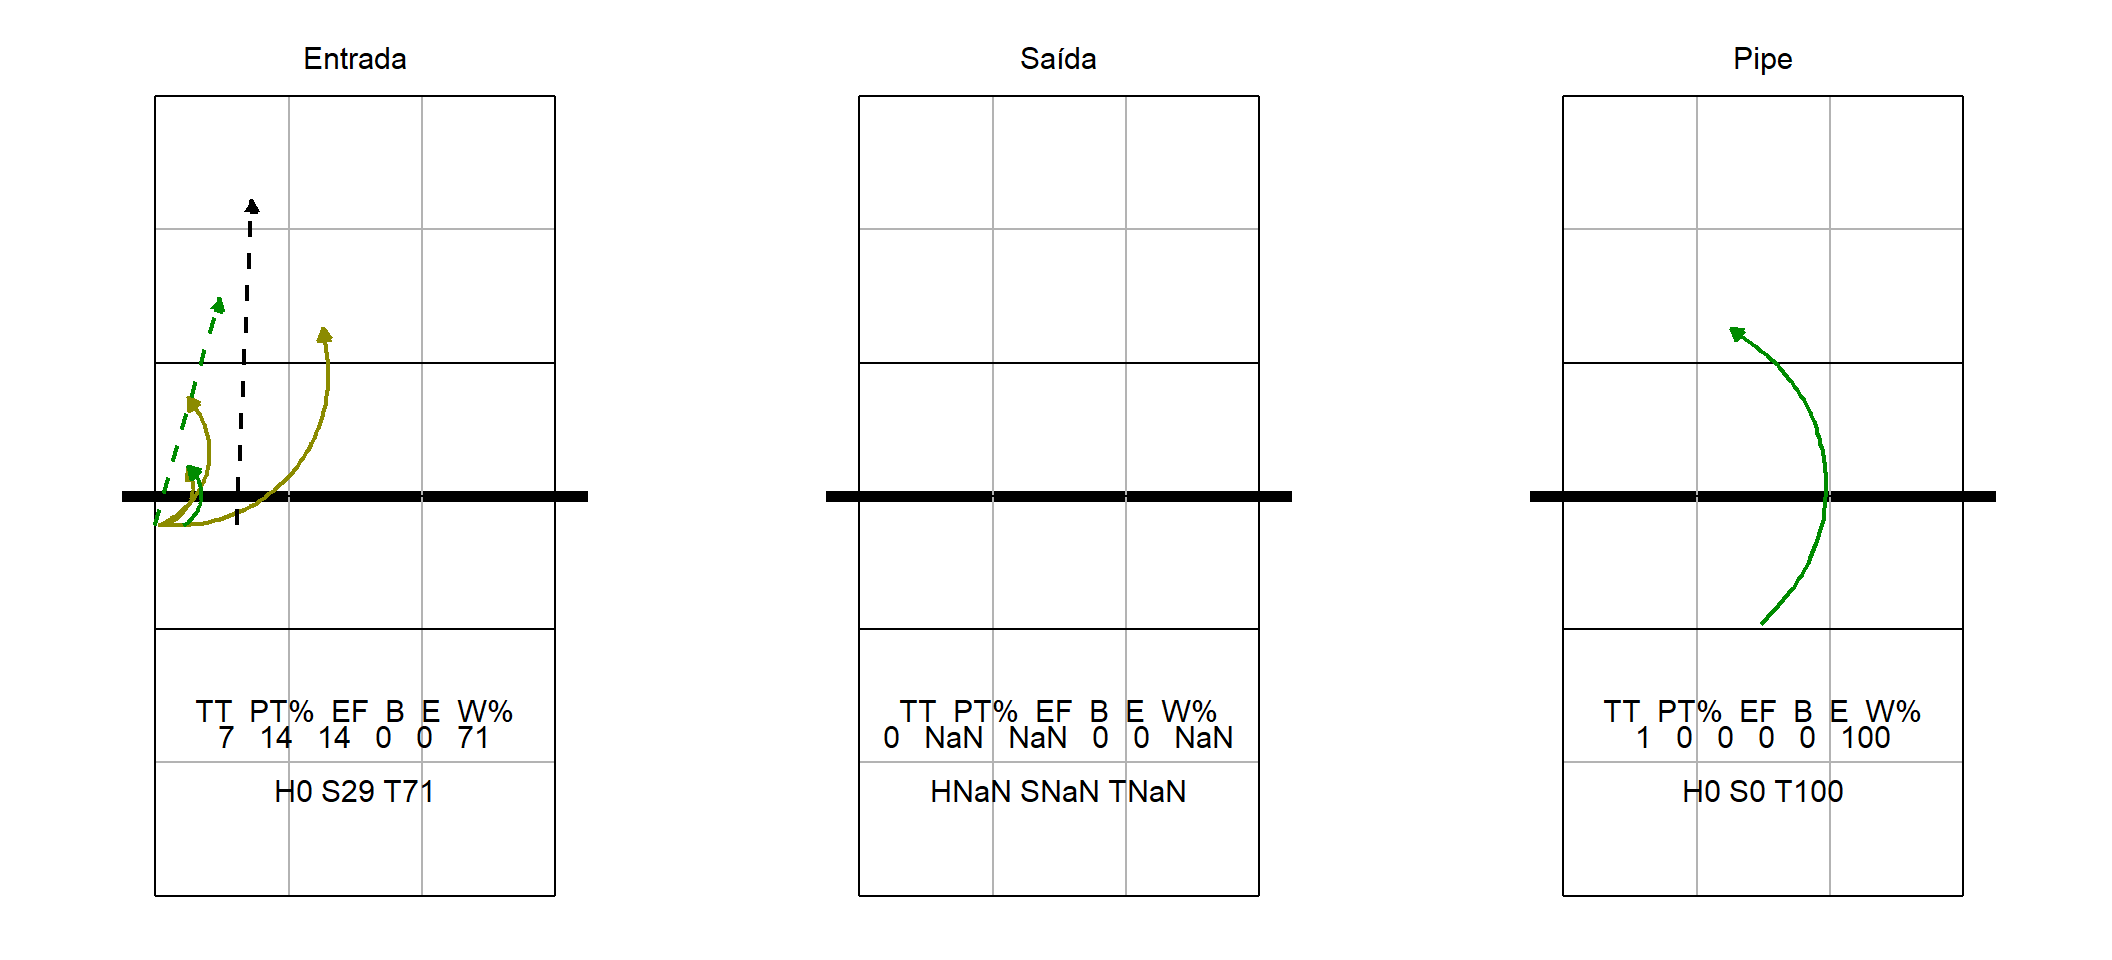 Entrada
TT PT% EF B E W%
7 14 14 0 0 71
H0 S29 T71
Saída
TT PT% EF B E W%
0 NaN NaN 0 0 NaN
HNaN SNaN TNaN
Pipe
TT PT% EF B E W%
1 0 0 0 0 100
H0 S0 T100